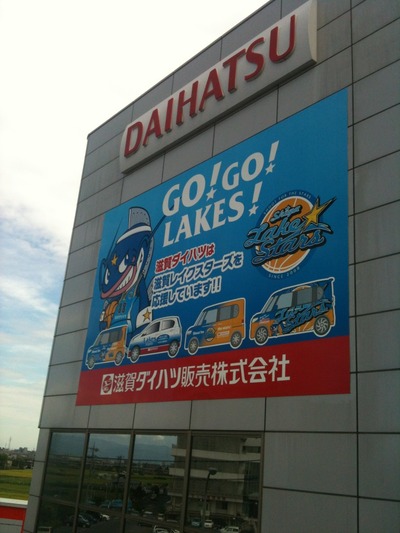 DAIHATSU
GO! GO!
LAKES!
滋賀ダイハツは
滋賀レイクスターズを
応援しています!!
Shiga
Lake Stars
滋賀ダイハツ販売株式会社